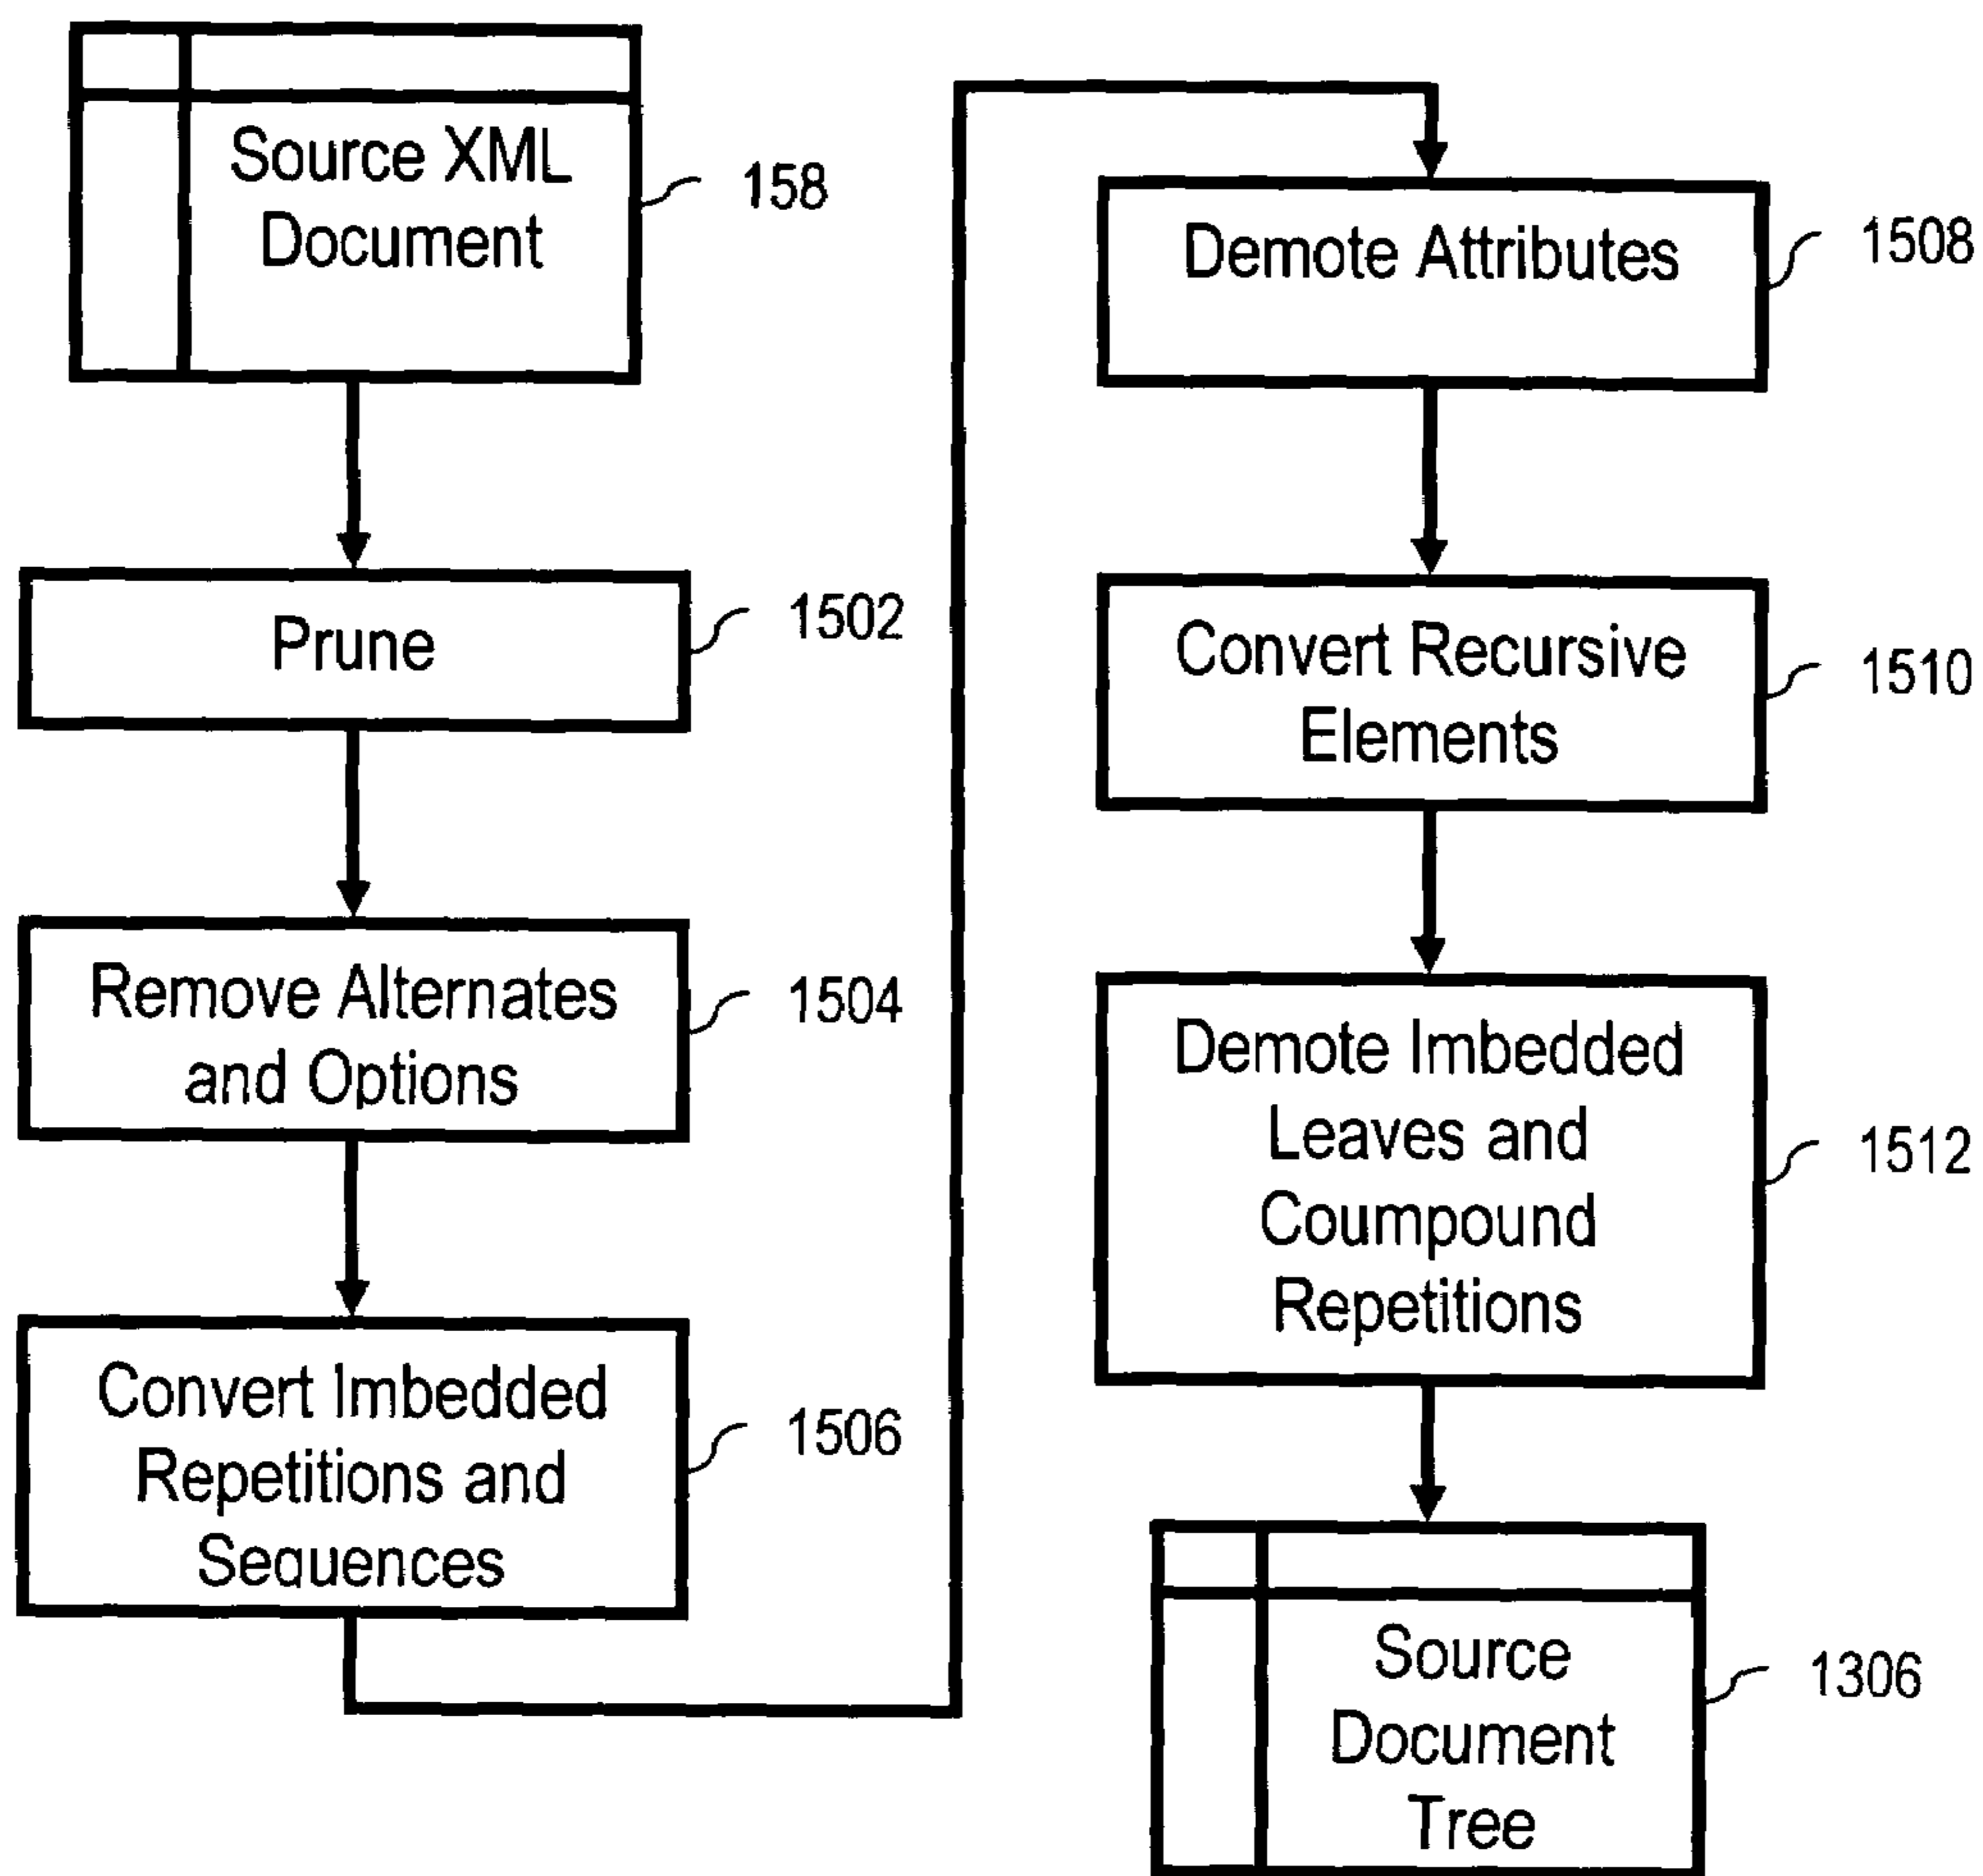 Source XML
Document
158
Prune
1502
Remove Alternates
and Options
1504
Convert Imbedded
Repetitions and
Sequences
1506
Demote Attributes
1508
Convert Recursive
Elements
1510
Demote Imbedded
Leaves and
Coumpound
Repetitions
1512
Source
Document
Tree
1306